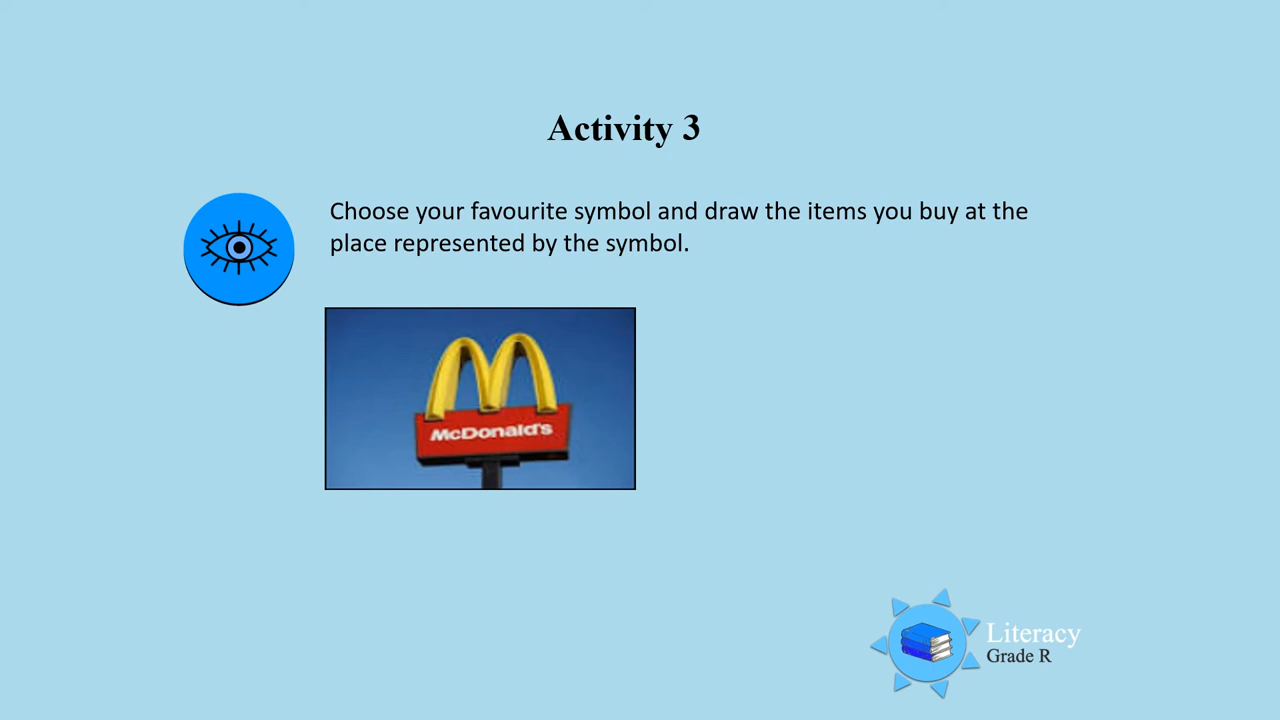 Activity 3
Choose your favourite symbol and draw the items you buy at the
place represented by the symbol.
McDonald's
Literacy
Grade R